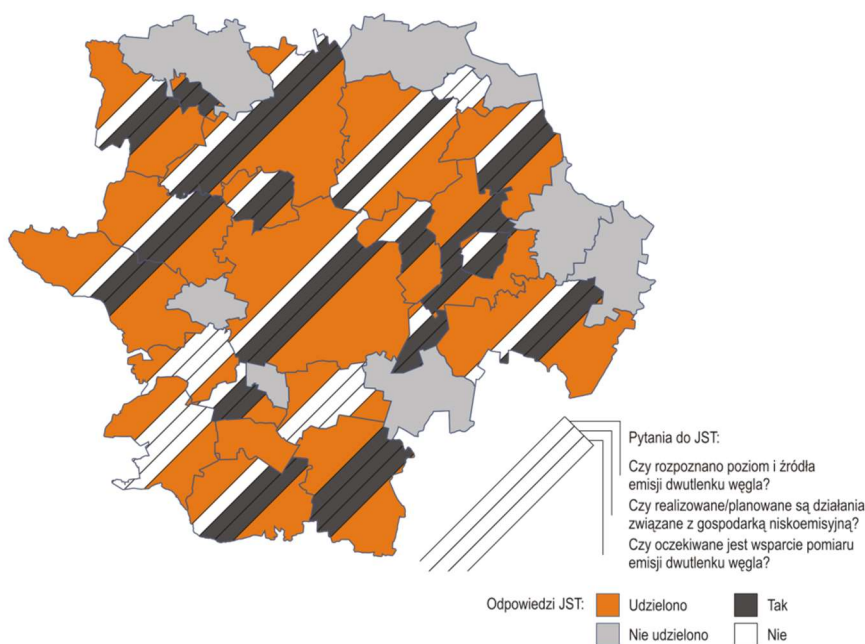 Pytania do JST:
Czy rozpoznano poziom i źródła
emisji dwutlenku węgla?
Czy realizowane/planowane są działania
związane z gospodarką niskoemisyjną?
Czy oczekiwane jest wsparcie pomiaru
emisji dwutlenku węgla?
Odpowiedzi JST: Udzielono Tak
Nie udzielono Nie